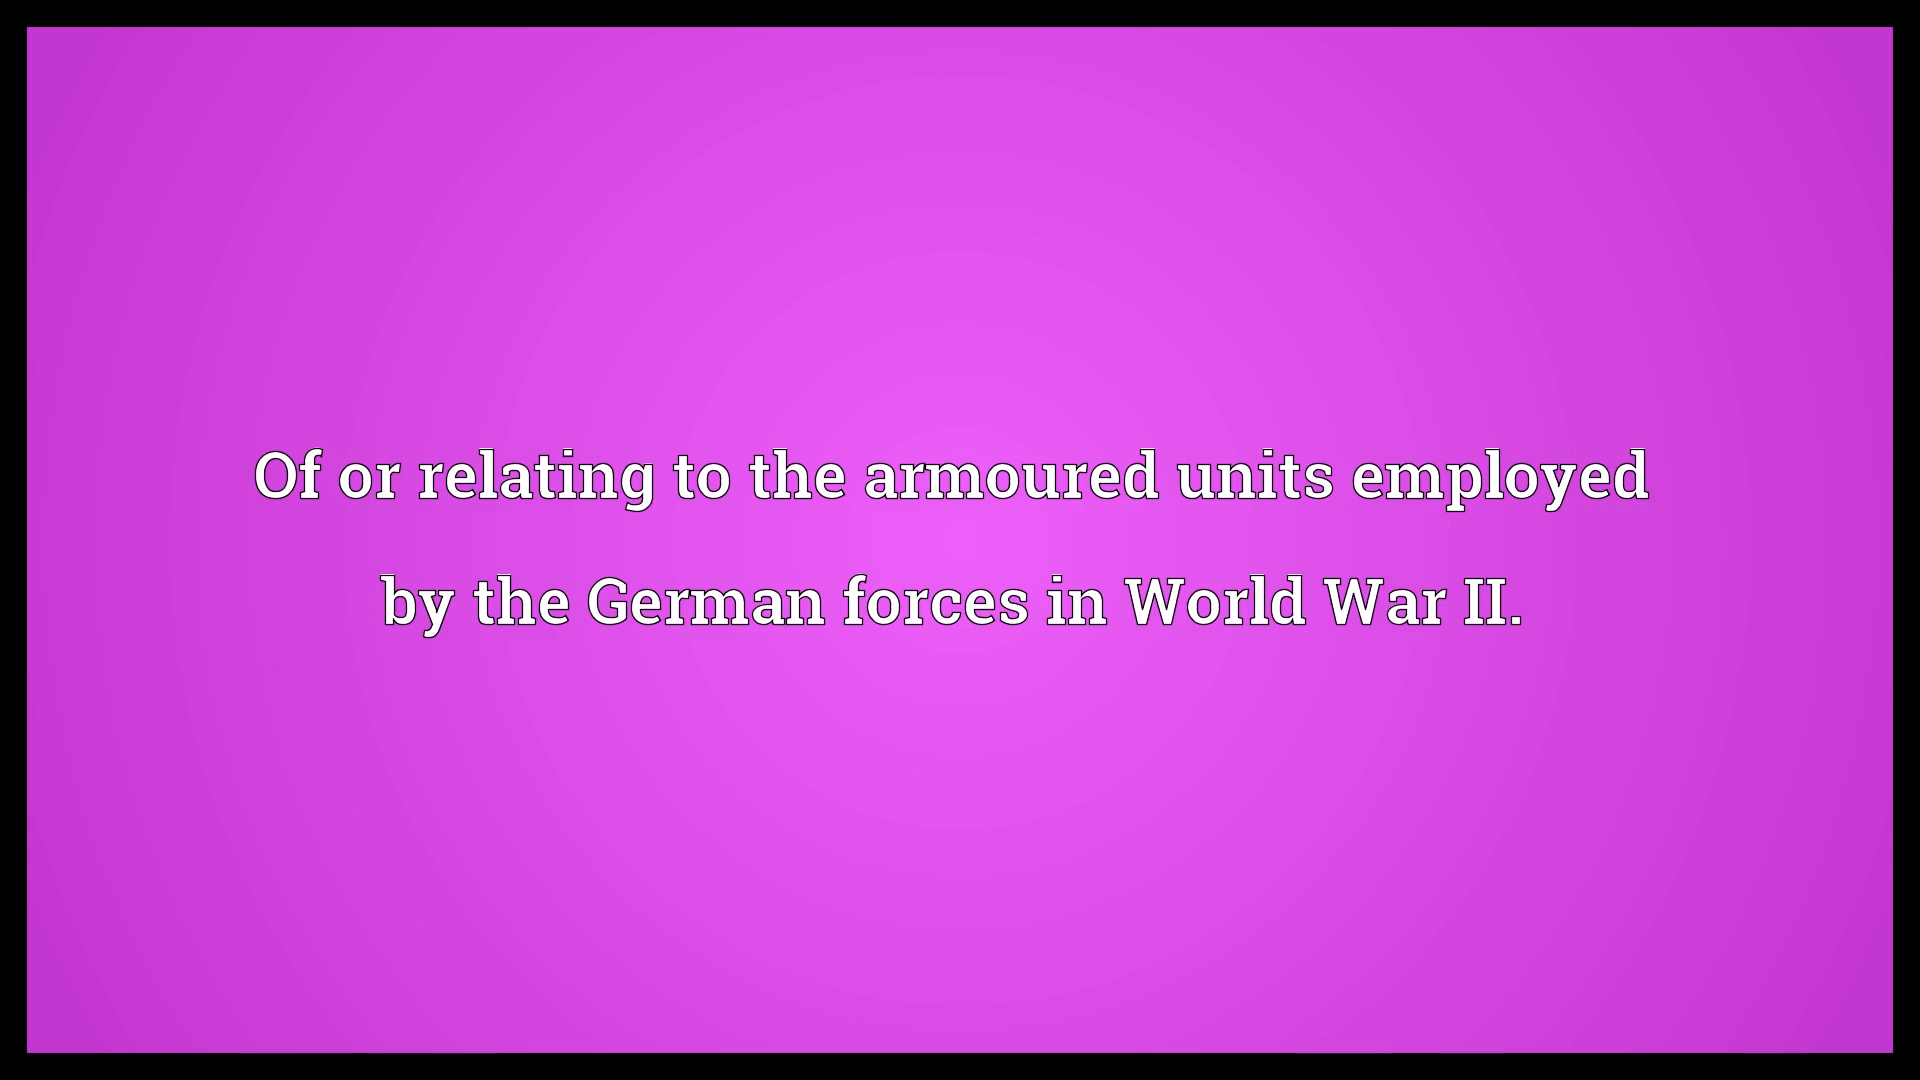 Of or relating to the armoured units employed
by the German forces in World War II.